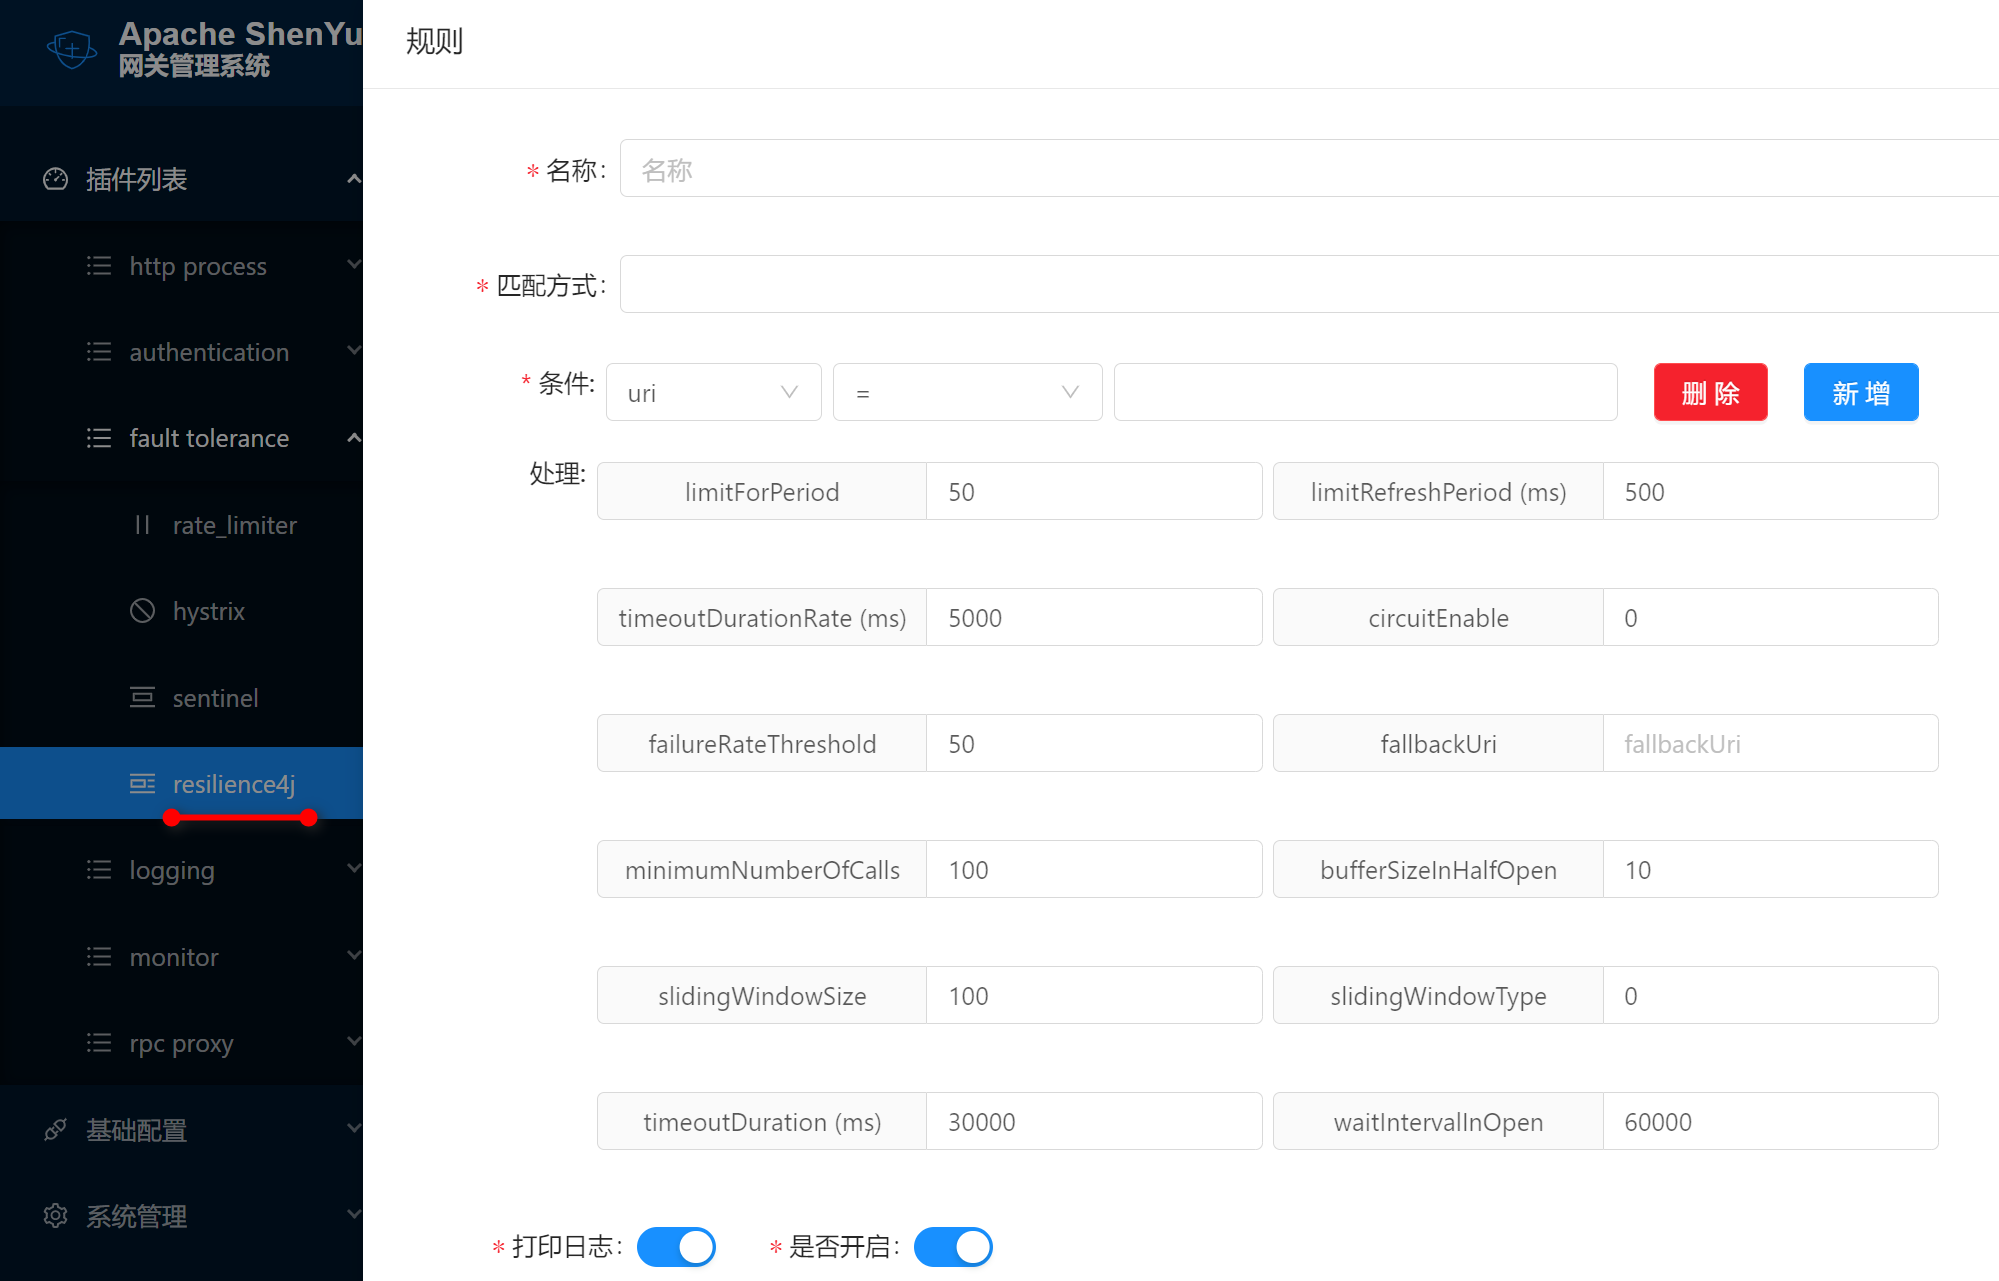 Apache ShenYu
网关管理系统
插件列表
http process
authentication
fault tolerance
rate_limiter
hystrix
sentinel
resilience4j
logging
monitor
rpc proxy
基础配置
系统管理
规则
* 名称: 名称
* 匹配方式:
* 条件: uri = 删 除 新 增
处理: limitForPeriod 50 limitRefreshPeriod (ms) 500
timeoutDurationRate (ms) 5000 circuitEnable 0
failureRateThreshold 50 fallbackUri fallbackUri
minimumNumberOfCalls 100 bufferSizeInHalfOpen 10
slidingWindowSize 100 slidingWindowType 0
timeoutDuration (ms) 30000 waitIntervalInOpen 60000
* 打印日志: * 是否开启: